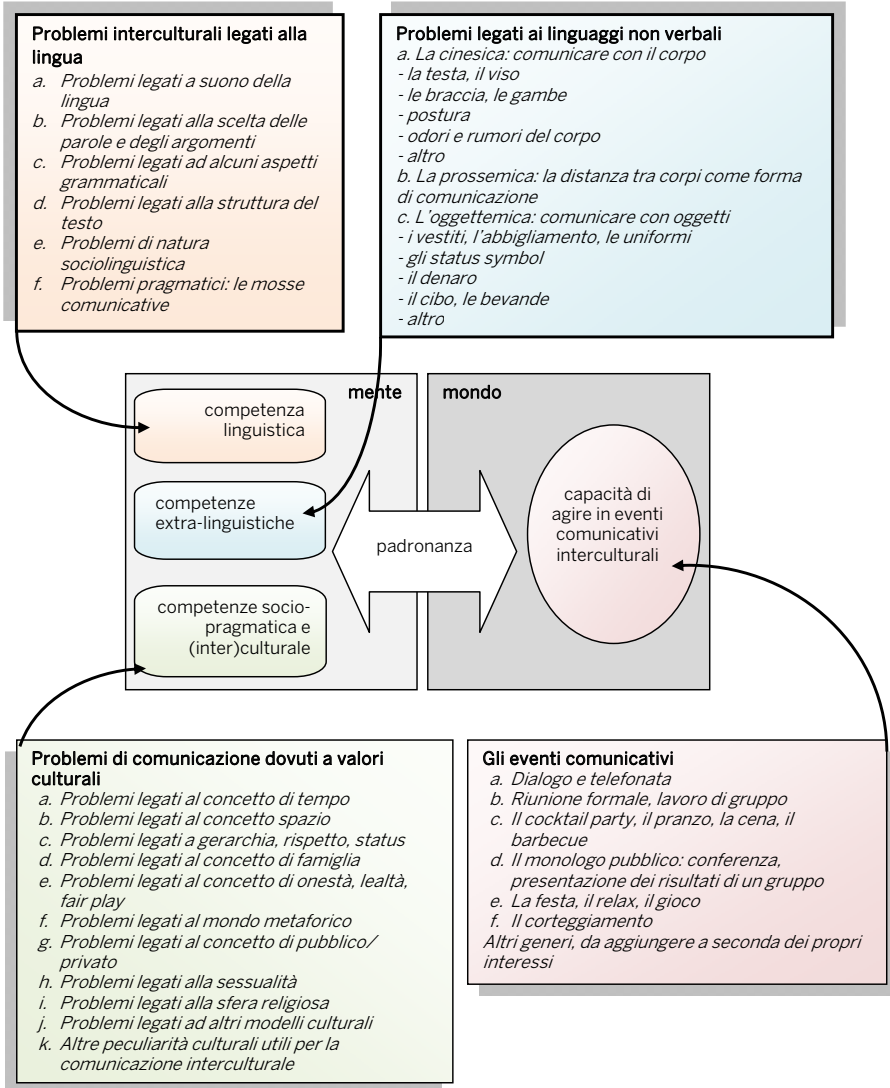 Problemi interculturali legati alla
lingua
a. Problemi legati a suono della
lingua
b. Problemi legati alla scelta delle
parole e degli argomenti
c. Problemi legati ad alcuni aspetti
grammaticali
d. Problemi legati alla struttura del
testo
e. Problemi di natura
sociolinguistica
f. Problemi pragmatici: le mosse
comunicative
Problemi legati ai linguaggi non verbali
a. La cinesica: comunicare con il corpo
- la testa, il viso
- le braccia, le gambe
- postura
- odori e rumori del corpo
- altro
b. La prossemica: la distanza tra corpi come forma
di comunicazione
c. L'oggettemica: comunicare con oggetti
- i vestiti, l'abbigliamento, le uniformi
- gli status symbol
- il denaro
- il cibo, le bevande
- altro
mente
competenza
linguistica
competenze
extra-linguistiche
competenze socio-
pragmatica e
(inter)culturale
padronanza
mondo
capacità di
agire in eventi
comunicativi
interculturali
Problemi di comunicazione dovuti a valori
culturali
a. Problemi legati al concetto di tempo
b. Problemi legati al concetto spazio
c. Problemi legati a gerarchia, rispetto, status
d. Problemi legati al concetto di famiglia
e. Problemi legati al concetto di onestà, lealtà,
fair play
f. Problemi legati al mondo metaforico
g. Problemi legati al concetto di pubblico/
privato
h. Problemi legati alla sessualità
i. Problemi legati alla sfera religiosa
j. Problemi legati ad altri modelli culturali
k. Altre peculiarità culturali utili per la
comunicazione interculturale
Gli eventi comunicativi
a. Dialogo e telefonata
b. Riunione formale, lavoro di gruppo
c. Il cocktail party, il pranzo, la cena, il
barbecue
d. Il monologo pubblico: conferenza,
presentazione dei risultati di un gruppo
e. La festa, il relax, il gioco
f. Il corteggiamento
Altri generi, da aggiungere a seconda dei propri
interessi